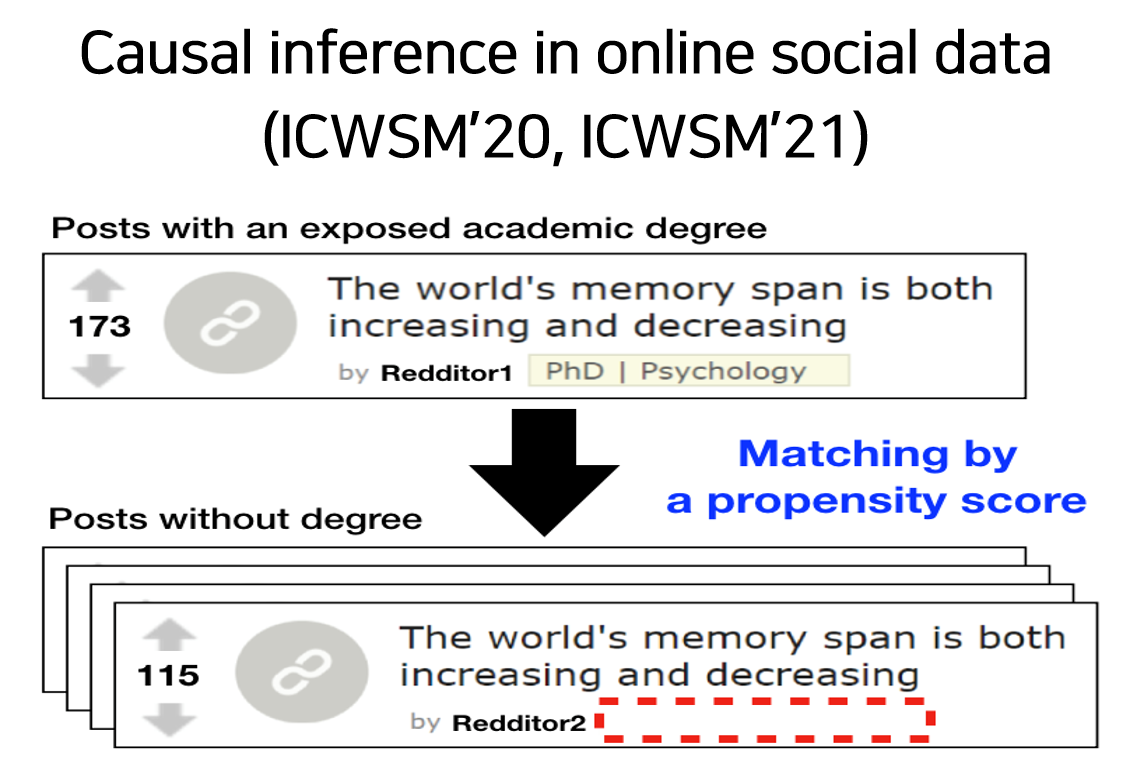 Causal inference in online social data
(ICWSM’20, ICWSM’21)
Posts with an exposed academic degree
The world's memory span is both
increasing and decreasing
173
by Redditor1 PhD | Psychology
Matching by
a propensity score
Posts without degree
The world's memory span is both
increasing and decreasing
115
by Redditor2